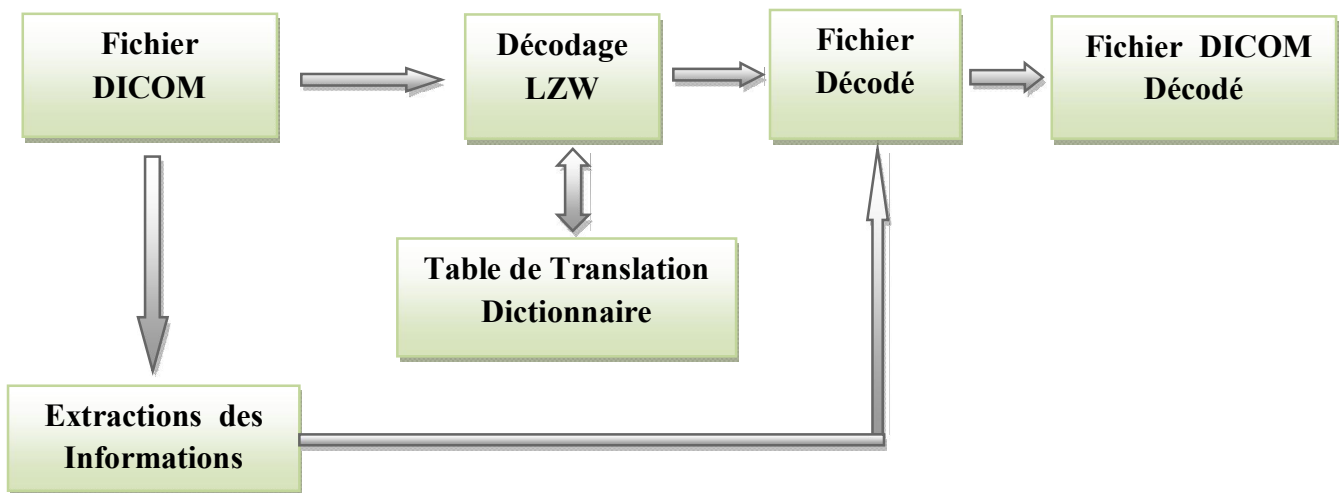 Fichier
DICOM
Décodage
LZW
Fichier
Décodé
Fichier DICOM
Décodé
Table de Translation
Dictionnaire
Extractions des
Informations